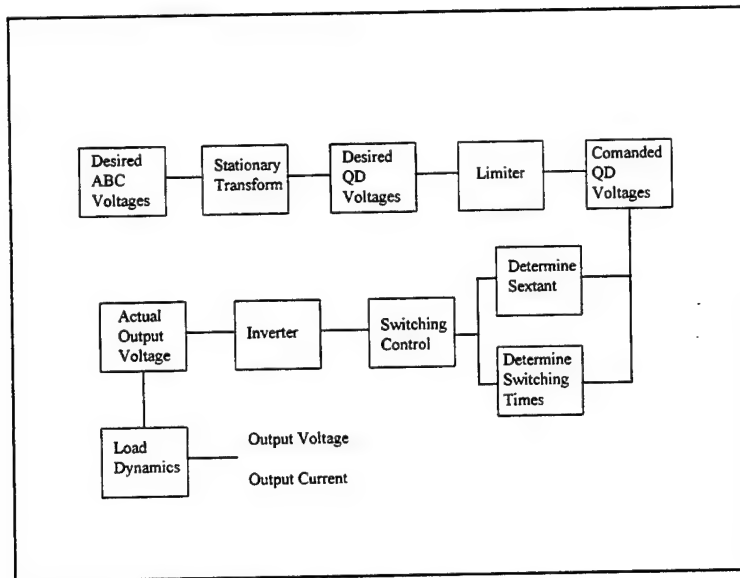 Desired
ABC
Voltages
Stationary
Transform
Desired
QD
Voltages
Limiter
Comanded
QD
Voltages
Determine
Sextant
Actual
Output
Voltage
Inverter
Switching
Control
Determine
Switching
Times
Load
Dynamics
Output Voltage
Output Current